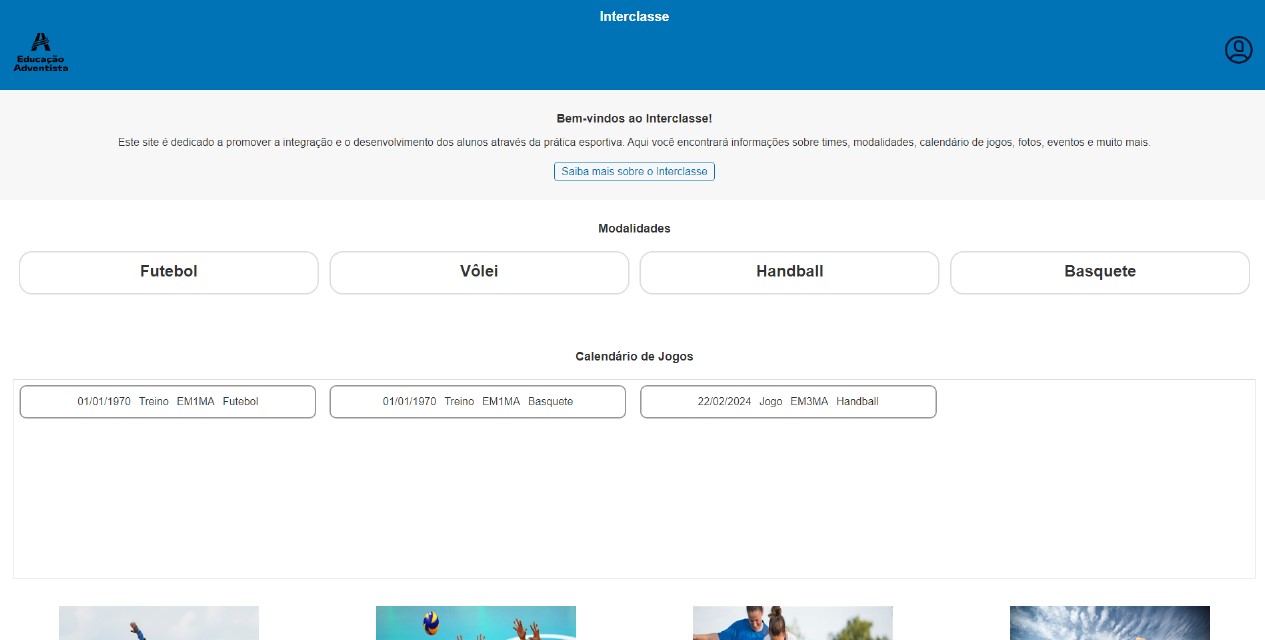 Interclasse
Educação
Adventista
Bem-vindos ao Interclasse!
Este site é dedicado a promover a integração e o desenvolvimento dos alunos através da prática esportiva. Aqui você encontrará informações sobre times, modalidades, calendário de jogos, fotos, eventos e muito mais.
Saiba mais sobre o Interclasse
Modalidades
Futebol
Vôlei
Handball
Basquete
Calendário de Jogos
01/01/1970 Treino EM1MA Futebol
01/01/1970 Treino EM1MA Basquete
22/02/2024 Jogo EM3MA Handball